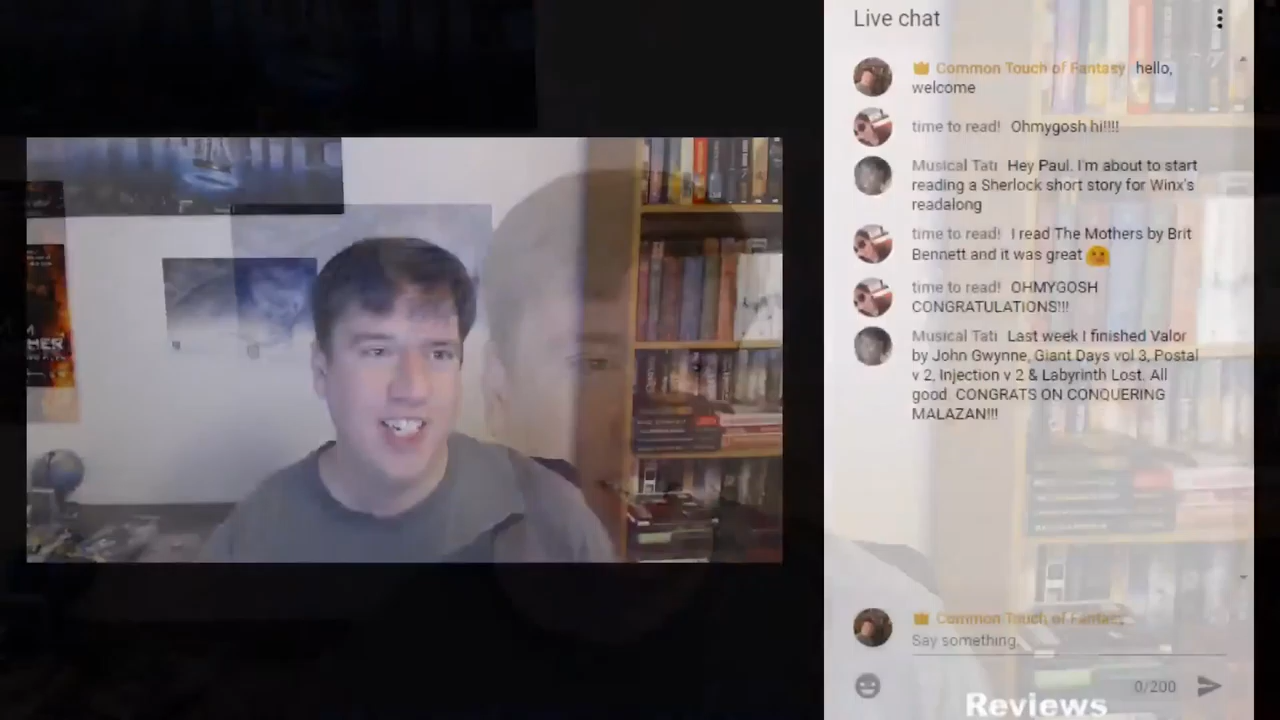 Live chat
Common Touch of Fantasy hello,
welcome
time to read! Ohmygosh hi!!!!
Musical Tati Hey Paul. I'm about to start
reading a Sherlock short story for Winx's
readalong
time to read! I read The Mothers by Brit
Bennett and it was great
time to read! OHMYGOSH
CONGRATULATIONS!!!
Musical Tati Last week I finished Valor
by John Gwynne, Giant Days vol 3, Postal
v 2, Injection v 2 & Labyrinth Lost. All
good CONGRATS ON CONQUERING
MALAZAN!!!
Common Touch of Fantasy
Say something.
0/200
Reviews